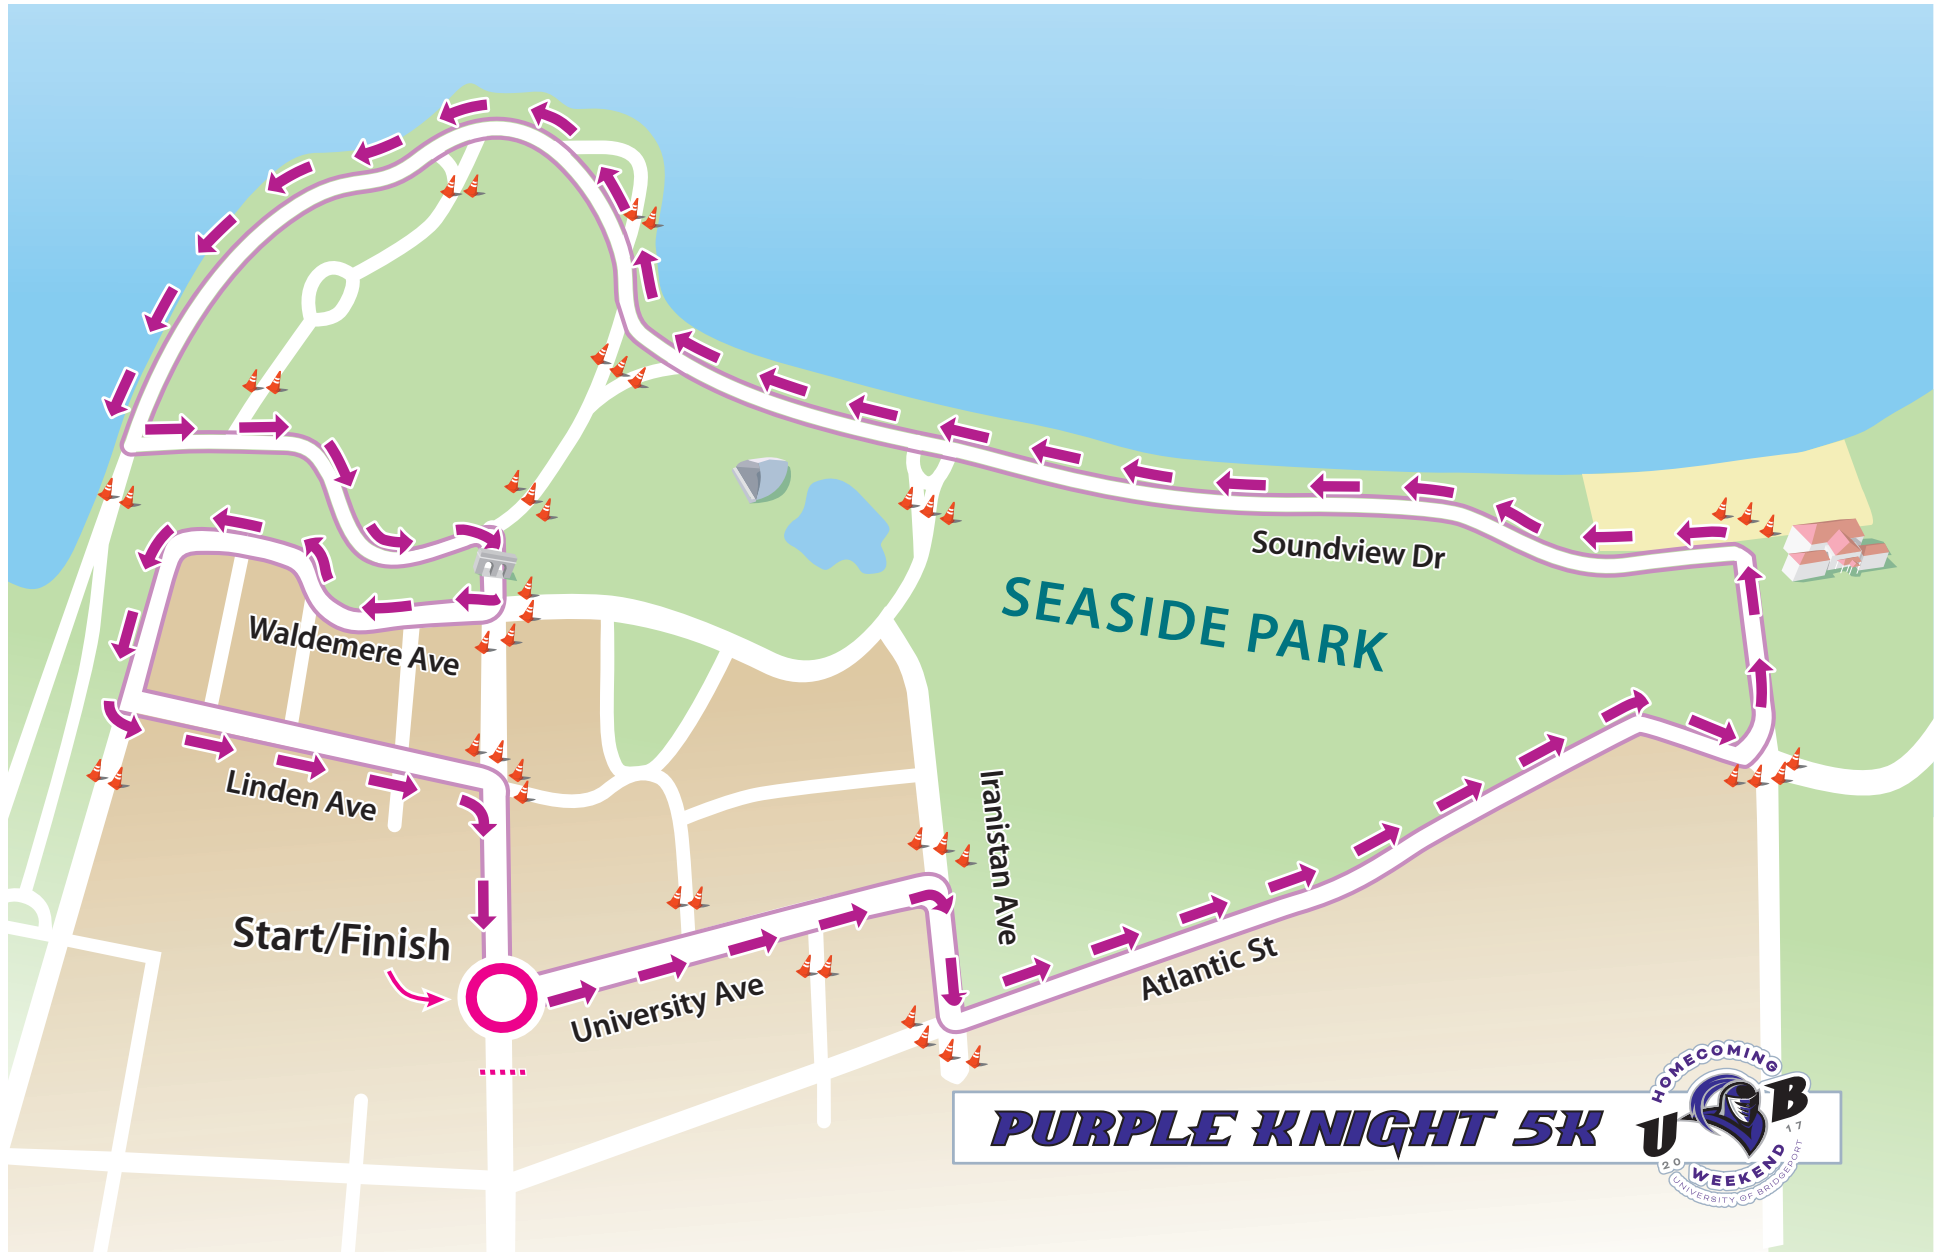 Soundview Dr
SEASIDE PARK
Waldemere Ave
Linden Ave
Iranistan Ave
Start/Finish
University Ave
Atlantic St
PURPLE KNIGHT 5K
HOMECOMING
UB
20 17
WEEKEND
UNIVERSITY OF BRIDGEPORT